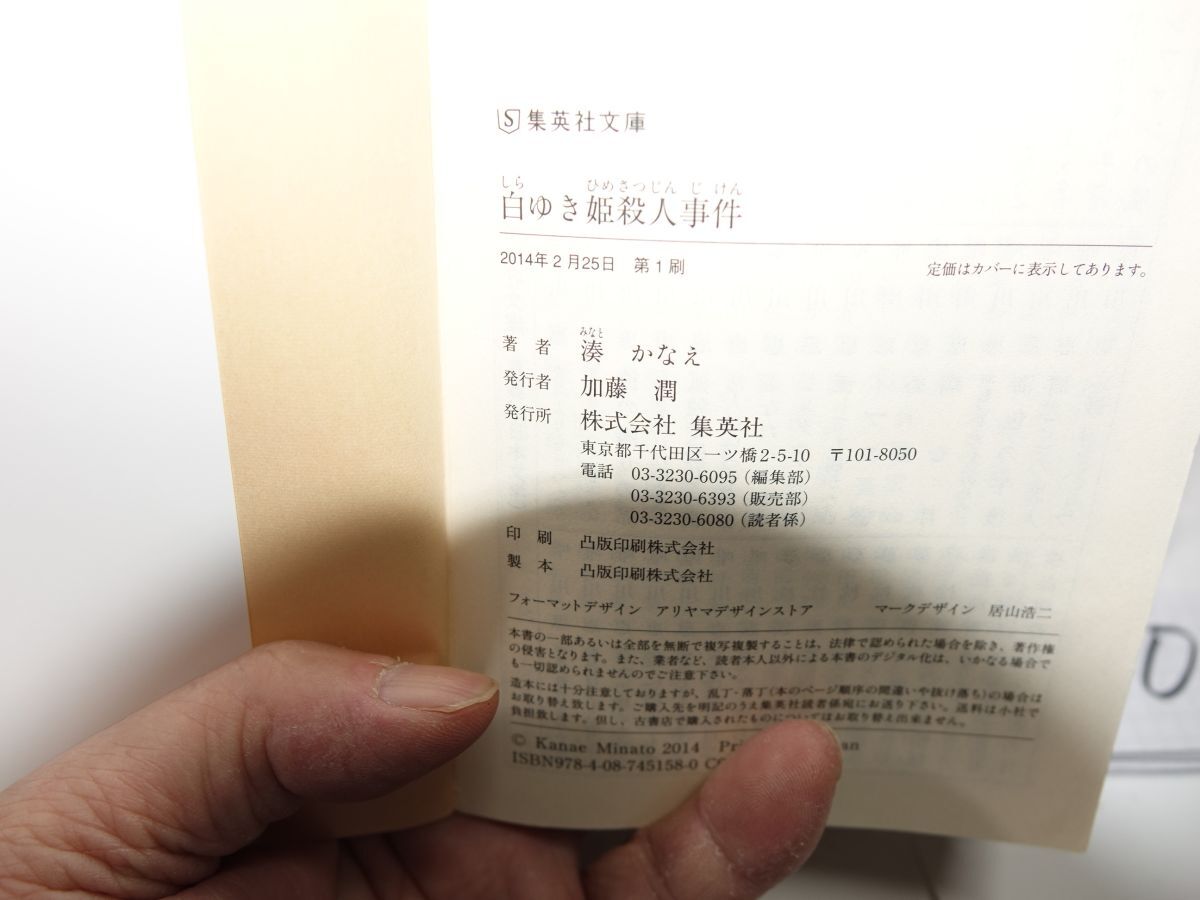 S 集英社文庫
しら ひめさつじん じ けん
白ゆき姫殺人事件
2014年2月25日 第1刷
定価はカバーに表示してあります。
みなと
著 者 湊 かなえ
発行者 加藤 潤
発行所 株式会社 集英社
東京都千代田区一ツ橋2-5-10 〒101-8050
電話 03-3230-6095(編集部)
03-3230-6393(販売部)
03-3230-6080(読者係)
印 刷 凸版印刷株式会社
製 本 凸版印刷株式会社
フォーマットデザイン アリヤマデザインストア マークデザイン 居山浩二
本書の一部あるいは全部を無断で複写複製することは、法律で認められた場合を除き、著作権
の侵害となります。また、業者など、読者本人以外による本書のデジタル化は、いかなる場合で
も一切認められませんのでご注意下さい。
造本には十分注意しておりますが、乱丁・落丁(本のページ順序の間違いや抜け落ち)の場合は
お取り替え致します。ご購入先を明記のうえ集英社読者係宛にお送り下さい。送料は小社で
負担致します。但し、古書店で購入されたものについてはお取り替え出来ません。
© Kanae Minato 2014
ISBN978-4-08-745158-0